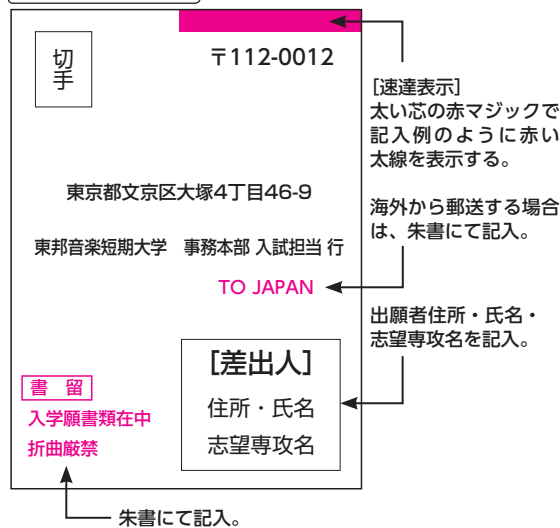 切手
〒112-0012
[速達表示]
太い芯の赤マジックで
記入例のように赤い
太線を表示する。
東京都文京区大塚4丁目46-9
海外から郵送する場合
は、朱書にて記入。
東邦音楽短期大学　事務本部 入試担当 行
TO JAPAN
出願者住所・氏名・
志望専攻名を記入。
[差出人]
住所・氏名
志望専攻名
書 留
入学願書類在中
折曲厳禁
朱書にて記入。